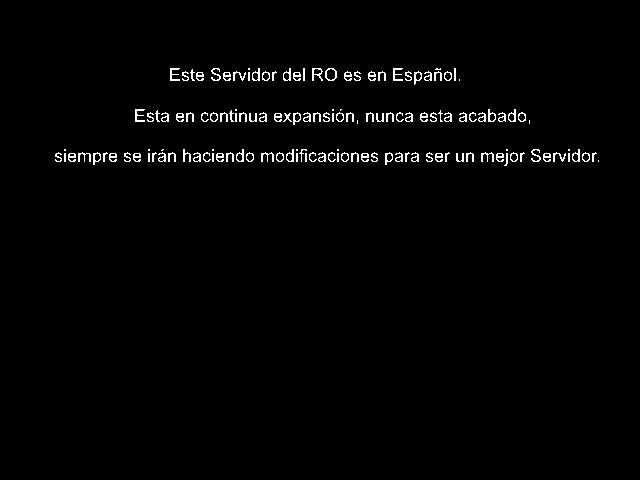 Este Servidor del RO es en Español.
Esta en continua expansión, nunca esta acabado,
siempre se irán haciendo modificaciones para ser un mejor Servidor.